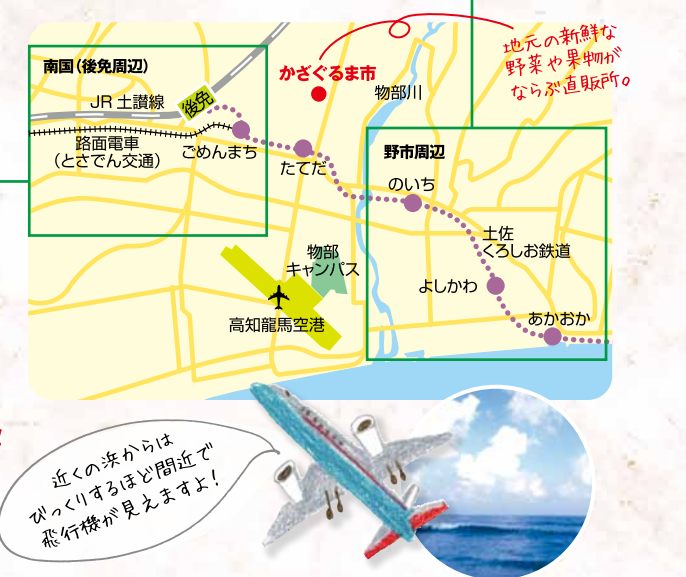 地元の新鮮な
野菜や果物が
ならぶ直販所。
南国（後免周辺）
かざぐるま市
JR 土讃線
後免
物部川
路面電車
（とさでん交通）
ごめんまち
たてだ
野市周辺
のいち
土佐
くろしお鉄道
物部
キャンパス
よしかわ
高知龍馬空港
あかおか
近くの浜からは
びっくりするほど間近で
飛行機が見えますよ！